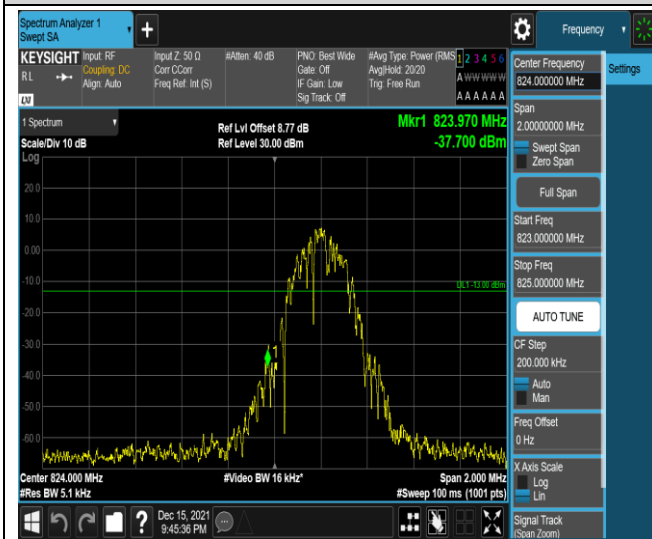 Spectrum Analyzer 1
Swept SA
+
Frequency
KEYSIGHT
RL
LXI
Input: RF
Coupling: DC
Align: Auto
Input Z: 50 Ω
Corr CCorr
Freq Ref: Int (S)
#Atten: 40 dB
PNO: Best Wide
Gate: Off
IF Gain: Low
Sig Track: Off
#Avg Type: Power (RMS
Avg|Hold: 20/20
Trig: Free Run
1 2 3 4 5 6
A W W W W W
A A A A A A
Settings
Center Frequency
824.000000 MHz
Span
2.00000000 MHz
Swept Span
Zero Span
Full Span
Start Freq
823.000000 MHz
Stop Freq
825.000000 MHz
AUTO TUNE
CF Step
200.000 kHz
Auto
Man
Freq Offset
0 Hz
X Axis Scale
Log
Lin
Signal Track
(Span Zoom)
1 Spectrum
Scale/Div 10 dB
Log
Ref Lvl Offset 8.77 dB
Ref Level 30.00 dBm
Mkr1 823.970 MHz
-37.700 dBm
20.0
10.0
0.00
-10.0
-20.0
-30.0
-40.0
-50.0
-60.0
DL1 -13.00 dBm
1
Center 824.000 MHz
#Res BW 5.1 kHz
#Video BW 16 kHz*
Span 2.000 MHz
#Sweep 100 ms (1001 pts)
?
Dec 15, 2021
9:45:36 PM